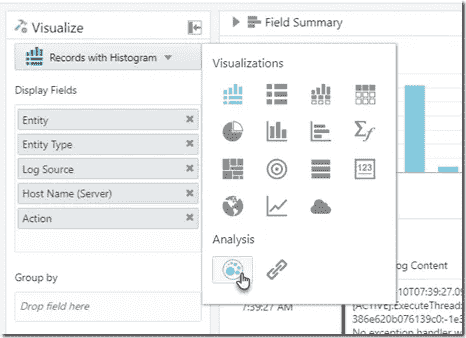 Visualize
Records with Histogram
Display Fields
Entity
Entity Type
Log Source
Host Name (Server)
Action
Group by
Drop field here
Field Summary
Visualizations
123
Analysis
og Content
10T07:39:27.09
[ACTIVE].ExecuteThread:
7:39:27 AM
386e620b076139c0:-1e3
No exception handler w